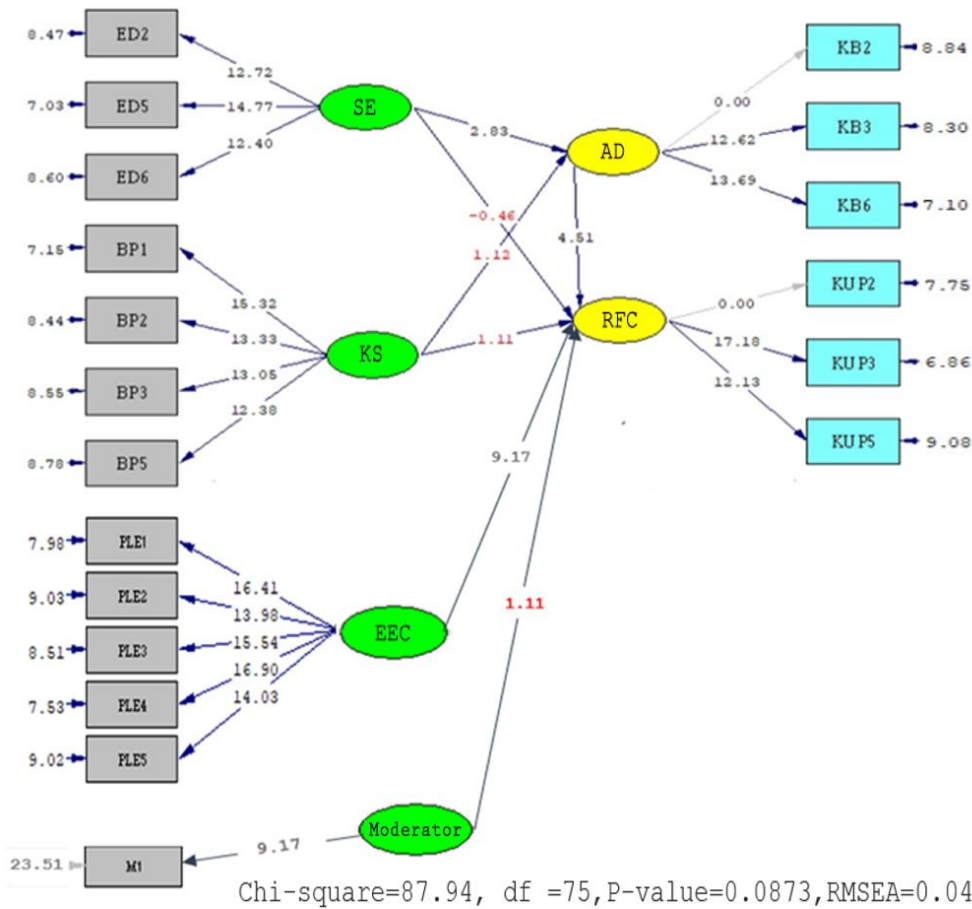 8.47
ED2
12.72
7.03
ED5
14.77
SE
8.60
ED6
12.40
2.83
-0.46
1.12
AD
4.51
0.00
KB2
8.84
12.62
KB3
8.30
13.69
KB6
7.10
7.15
BP1
15.32
8.44
BP2
13.33
KS
8.55
BP3
13.05
8.78
BP5
12.38
1.11
RFC
0.00
KUP2
7.75
17.18
KUP3
6.86
12.13
KUP5
9.08
7.98
PLE1
16.41
9.03
PLE2
13.98
8.51
PLE3
15.54
EEC
9.17
7.53
PLE4
16.90
9.02
PLE5
14.03
1.11
Moderator
9.17
23.51
M1
Chi-square=87.94, df =75,P-value=0.0873,RMSEA=0.04